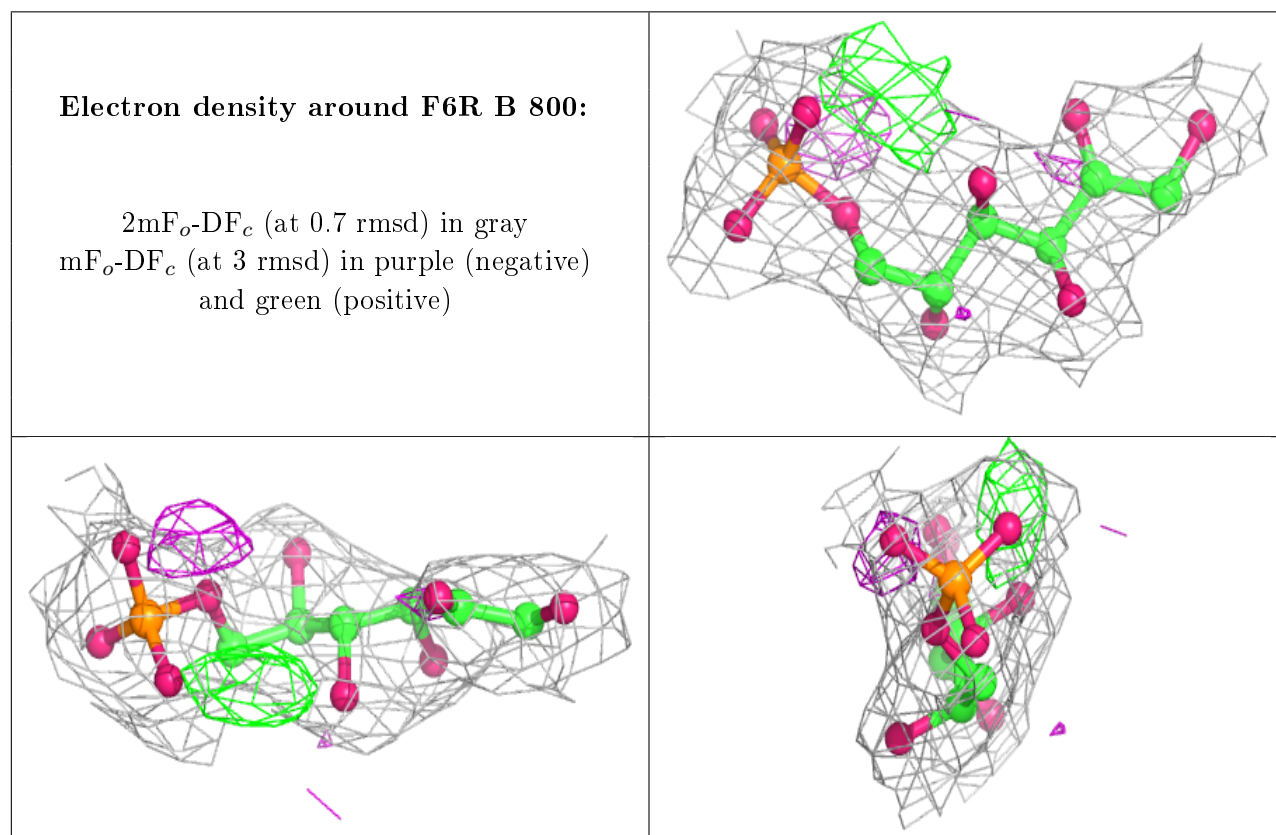 Electron density around F6R B 800:
2mFₒ-DF𝒸 (at 0.7 rmsd) in gray
mFₒ-DF𝒸 (at 3 rmsd) in purple (negative)
and green (positive)